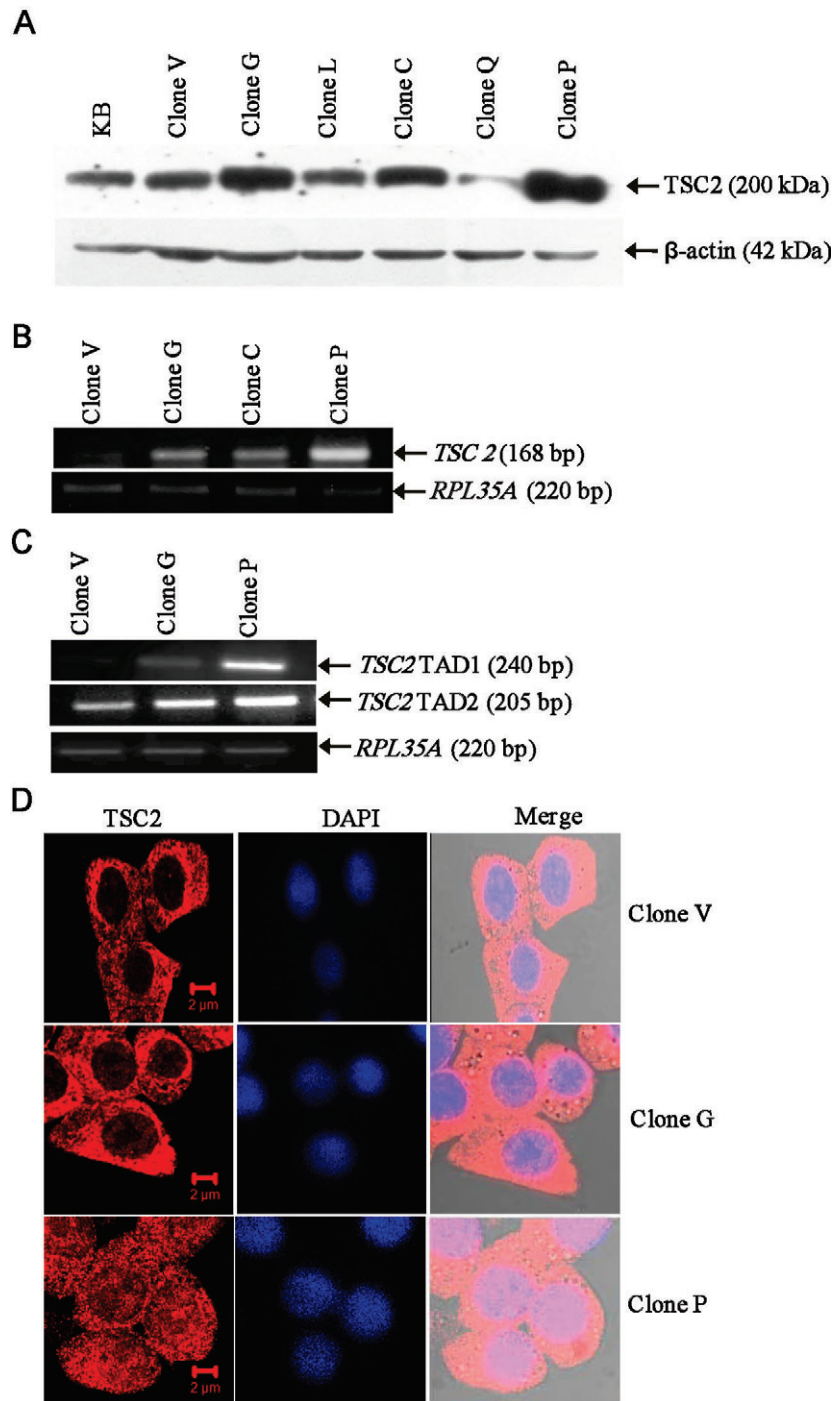 A
KB
Clone V
Clone G
Clone L
Clone C
Clone Q
Clone P
TSC2 (200 kDa)
β-actin (42 kDa)
B
Clone V
Clone G
Clone C
Clone P
TSC 2 (168 bp)
RPL35A (220 bp)
C
Clone V
Clone G
Clone P
TSC2 TAD1 (240 bp)
TSC2 TAD2 (205 bp)
RPL35A (220 bp)
D
TSC2 DAPI Merge
2 μm
Clone V
2 μm
Clone G
2 μm
Clone P